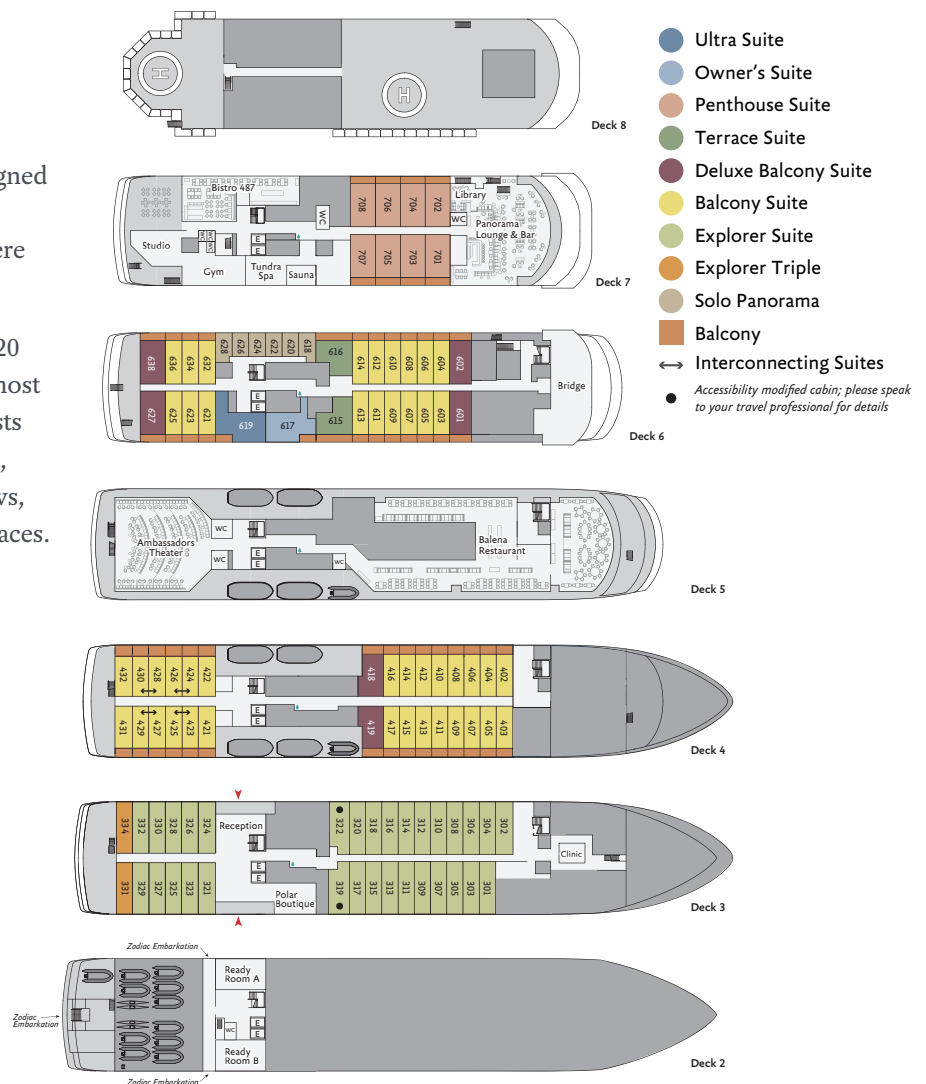 gned
ere
20
most
sts
,
ws,
aces.
H
H
Deck 8
Ultra Suite
Owner's Suite
Penthouse Suite
Terrace Suite
Deluxe Balcony Suite
Balcony Suite
Explorer Suite
Explorer Triple
Solo Panorama
Balcony
Interconnecting Suites
Accessibility modified cabin; please speak
to your travel professional for details
Bistro 487
WC
708 706 704 702
Library
WC
Panorama
Lounge & Bar
Studio
WC
WC
WC
WC
Gym
E
E
Tundra
Spa
Sauna
707 705 703 701
Deck 7
638 636 634 632 628 626 624 622 620 618 616 614 612 610 608 606 604 602
E
E
Bridge
627 625 623 621 619 617 615 613 611 609 607 605 603 601
Deck 6
Ambassadors
Theater
WC
WC
E
E
WC
Balena
Restaurant
Deck 5
432 430 428 426 424 422 418 416 414 412 410 408 406 404 402
E
E
431 429 427 425 423 421 419 417 415 413 411 409 407 405 403
Deck 4
334 332 330 328 326 324
Reception
322 320 318 316 314 312 310 308 306 304 302
Clinic
E
E
331 329 327 325 323 321
Polar
Boutique
319 317 315 313 311 309 307 305 303 301
Deck 3
Zodiac Embarkation
Ready
Room A
Zodiac
Embarkation
WC
E
E
Ready
Room B
Deck 2
Zodiac Embarkation